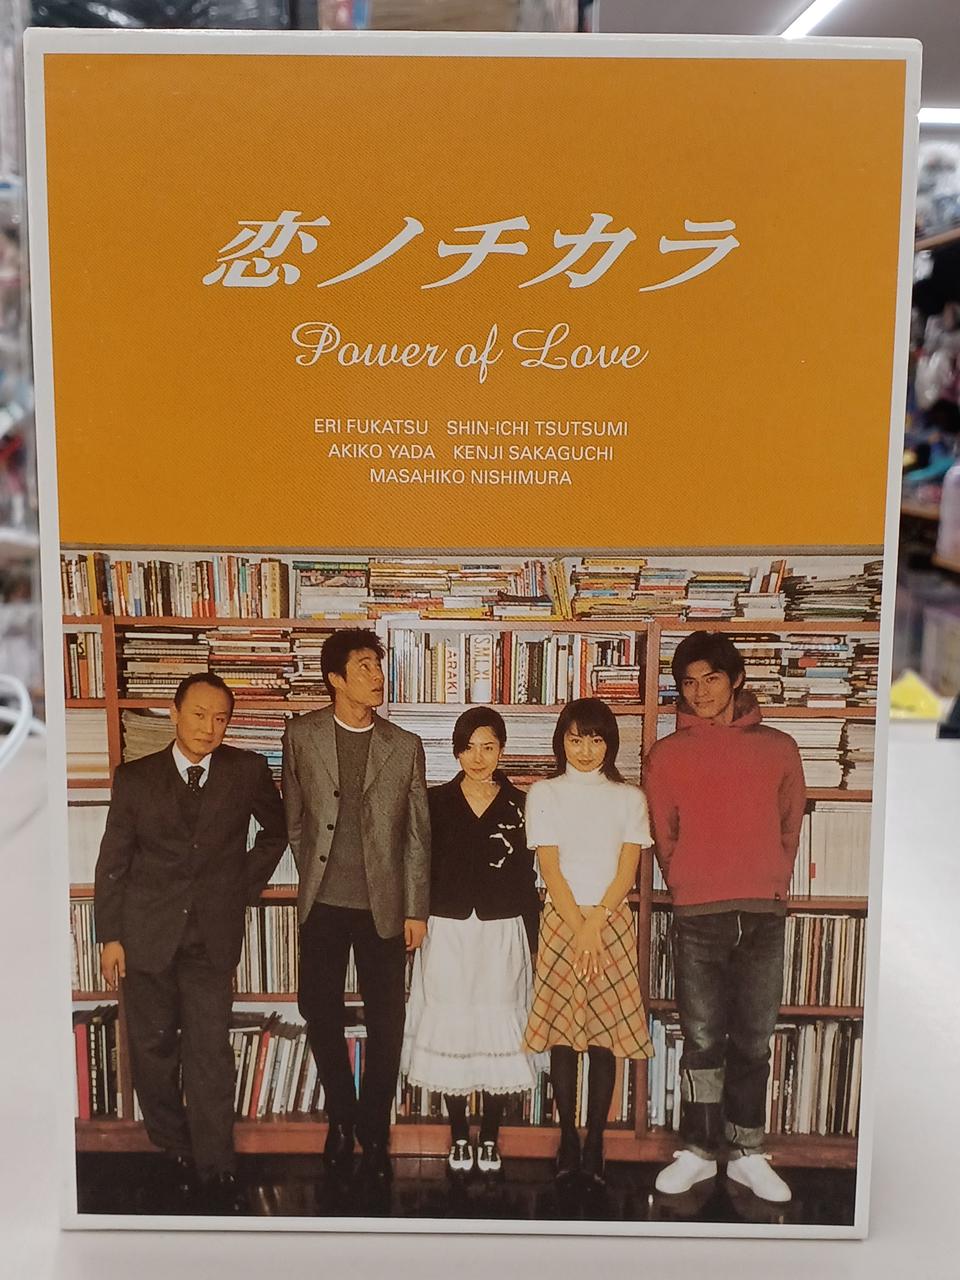 恋ノチカラ
Power of Love
ERI FUKATSU SHIN-ICHI TSUTSUMI
AKIKO YADA KENJI SAKAGUCHI
MASAHIKO NISHIMURA
ARAKI